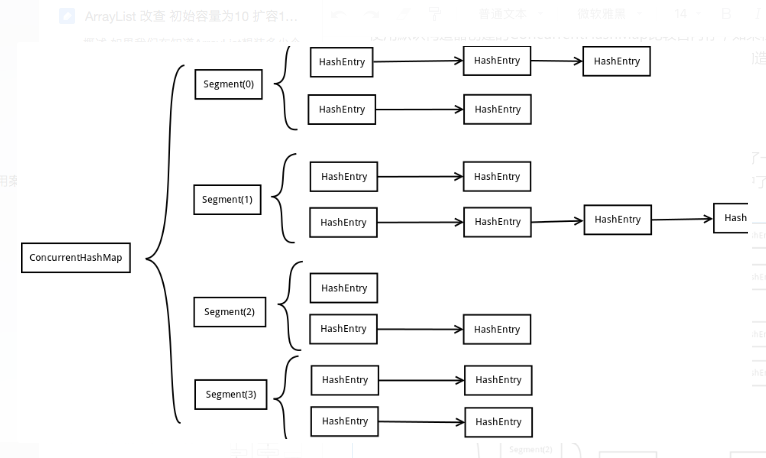 ArrayList 改查 初始容量为10 扩容1...
普通文本
微软雅黑
14
B
I
HashEntry
HashEntry
HashEntry
Segment(0)
HashEntry
HashEntry
HashEntry
HashEntry
Segment(1)
HashEntry
HashEntry
HashEntry
Hash
ConcurrentHashMap
HashEntry
Segment(2)
HashEntry
HashEntry
HashEntry
HashEntry
Segment(3)
HashEntry
HashEntry
Segment(2)